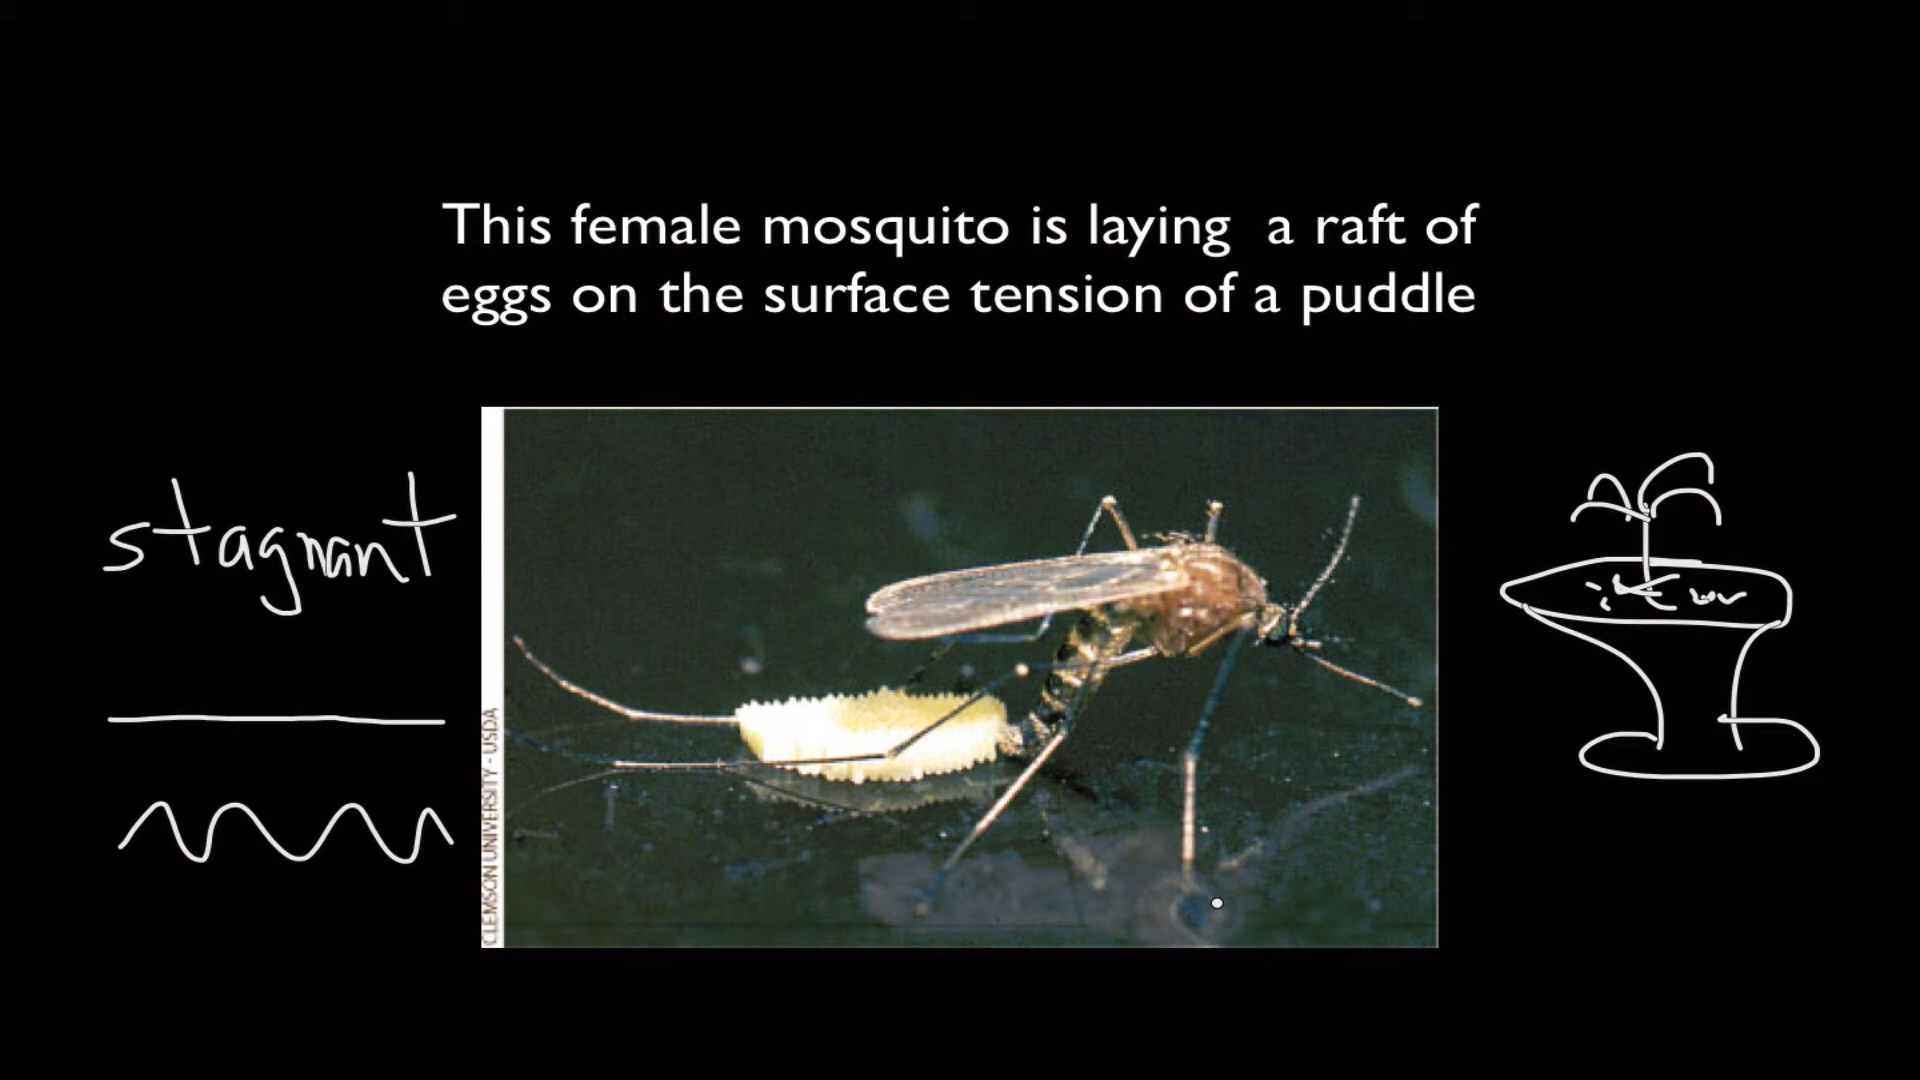 This female mosquito is laying  a raft of
eggs on the surface tension of a puddle
stagnant
CLEMSON UNIVERSITY - USDA